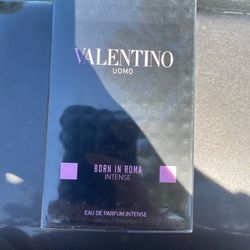 VALENTINO
UOMO
BORN IN ROMA
INTENSE
EAU DE PARFUM INTENSE